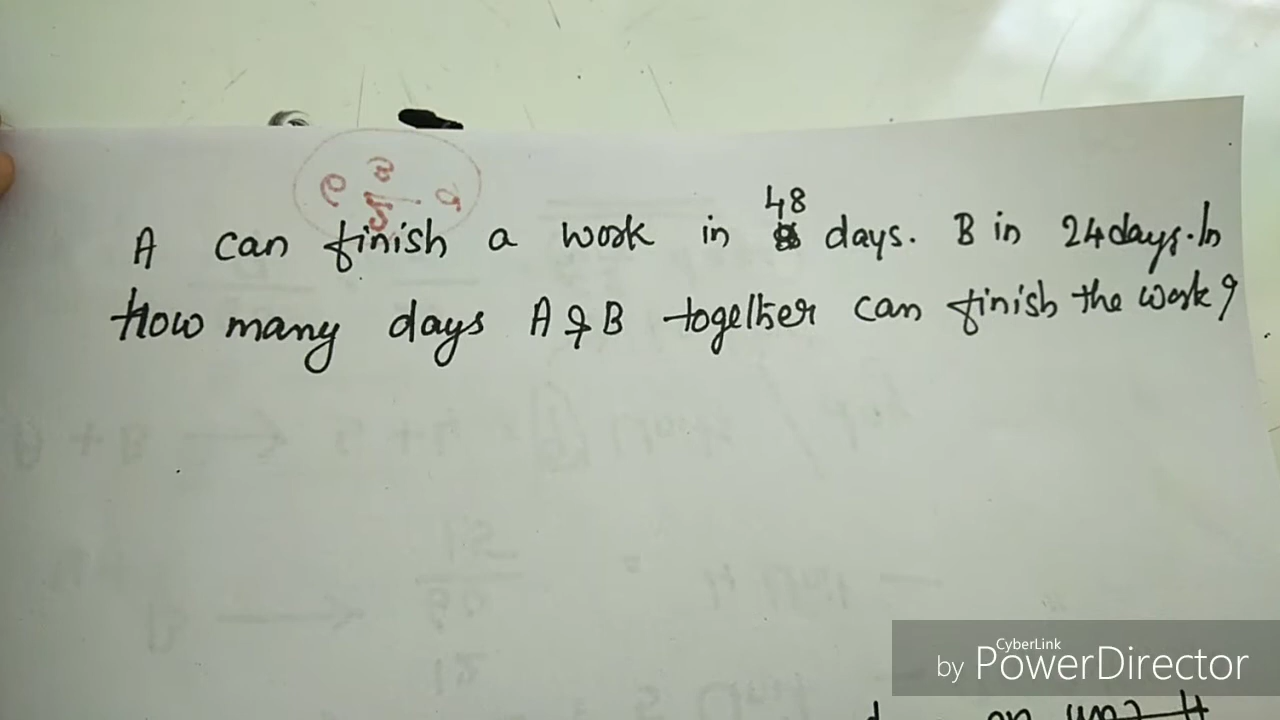 A can finish a work in 48 days. B in 24 days. In
How many days A & B together can finish the work?
CyberLink
by PowerDirector